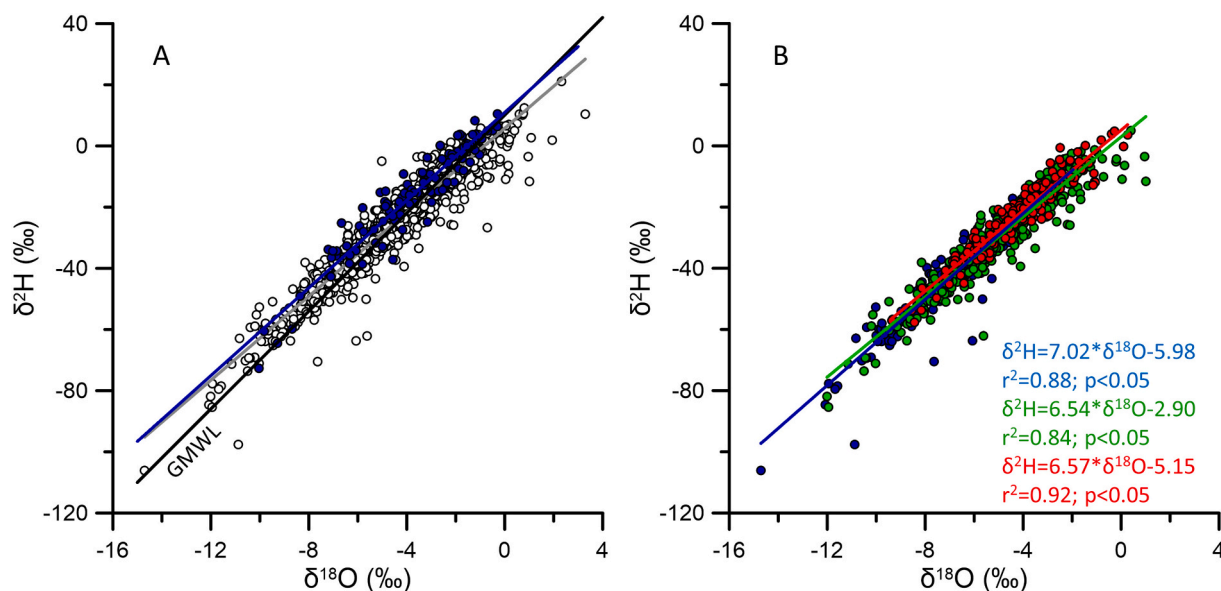 A
40
0
-40
-80
-120
δ²H (‰)
GMWL
-16 -12 -8 -4 0 4
δ¹⁸O (‰)
B
40
0
-40
-80
-120
δ²H (‰)
δ²H=7.02*δ¹⁸O-5.98
r²=0.88; p<0.05
δ²H=6.54*δ¹⁸O-2.90
r²=0.84; p<0.05
δ²H=6.57*δ¹⁸O-5.15
r²=0.92; p<0.05
-16 -12 -8 -4 0 4
δ¹⁸O (‰)